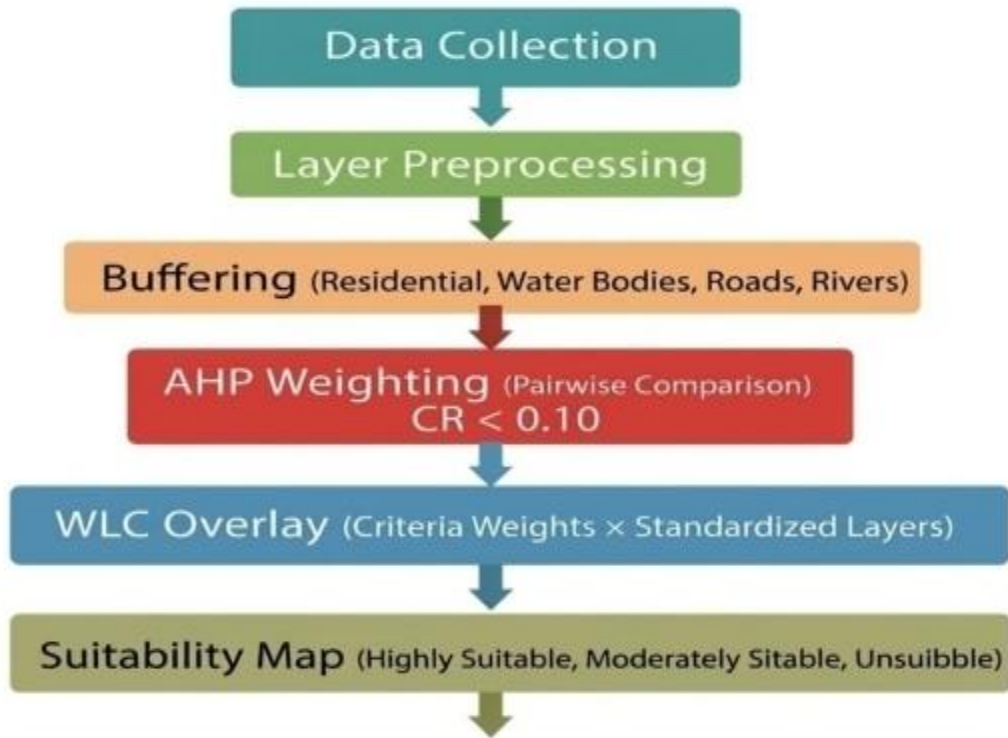 Data Collection
Layer Preprocessing
Buffering (Residential, Water Bodies, Roads, Rivers)
AHP Weighting (Pairwise Comparison)
CR < 0.10
WLC Overlay (Criteria Weights × Standardized Layers)
Suitability Map (Highly Suitable, Moderately Sitable, Unsuibble)